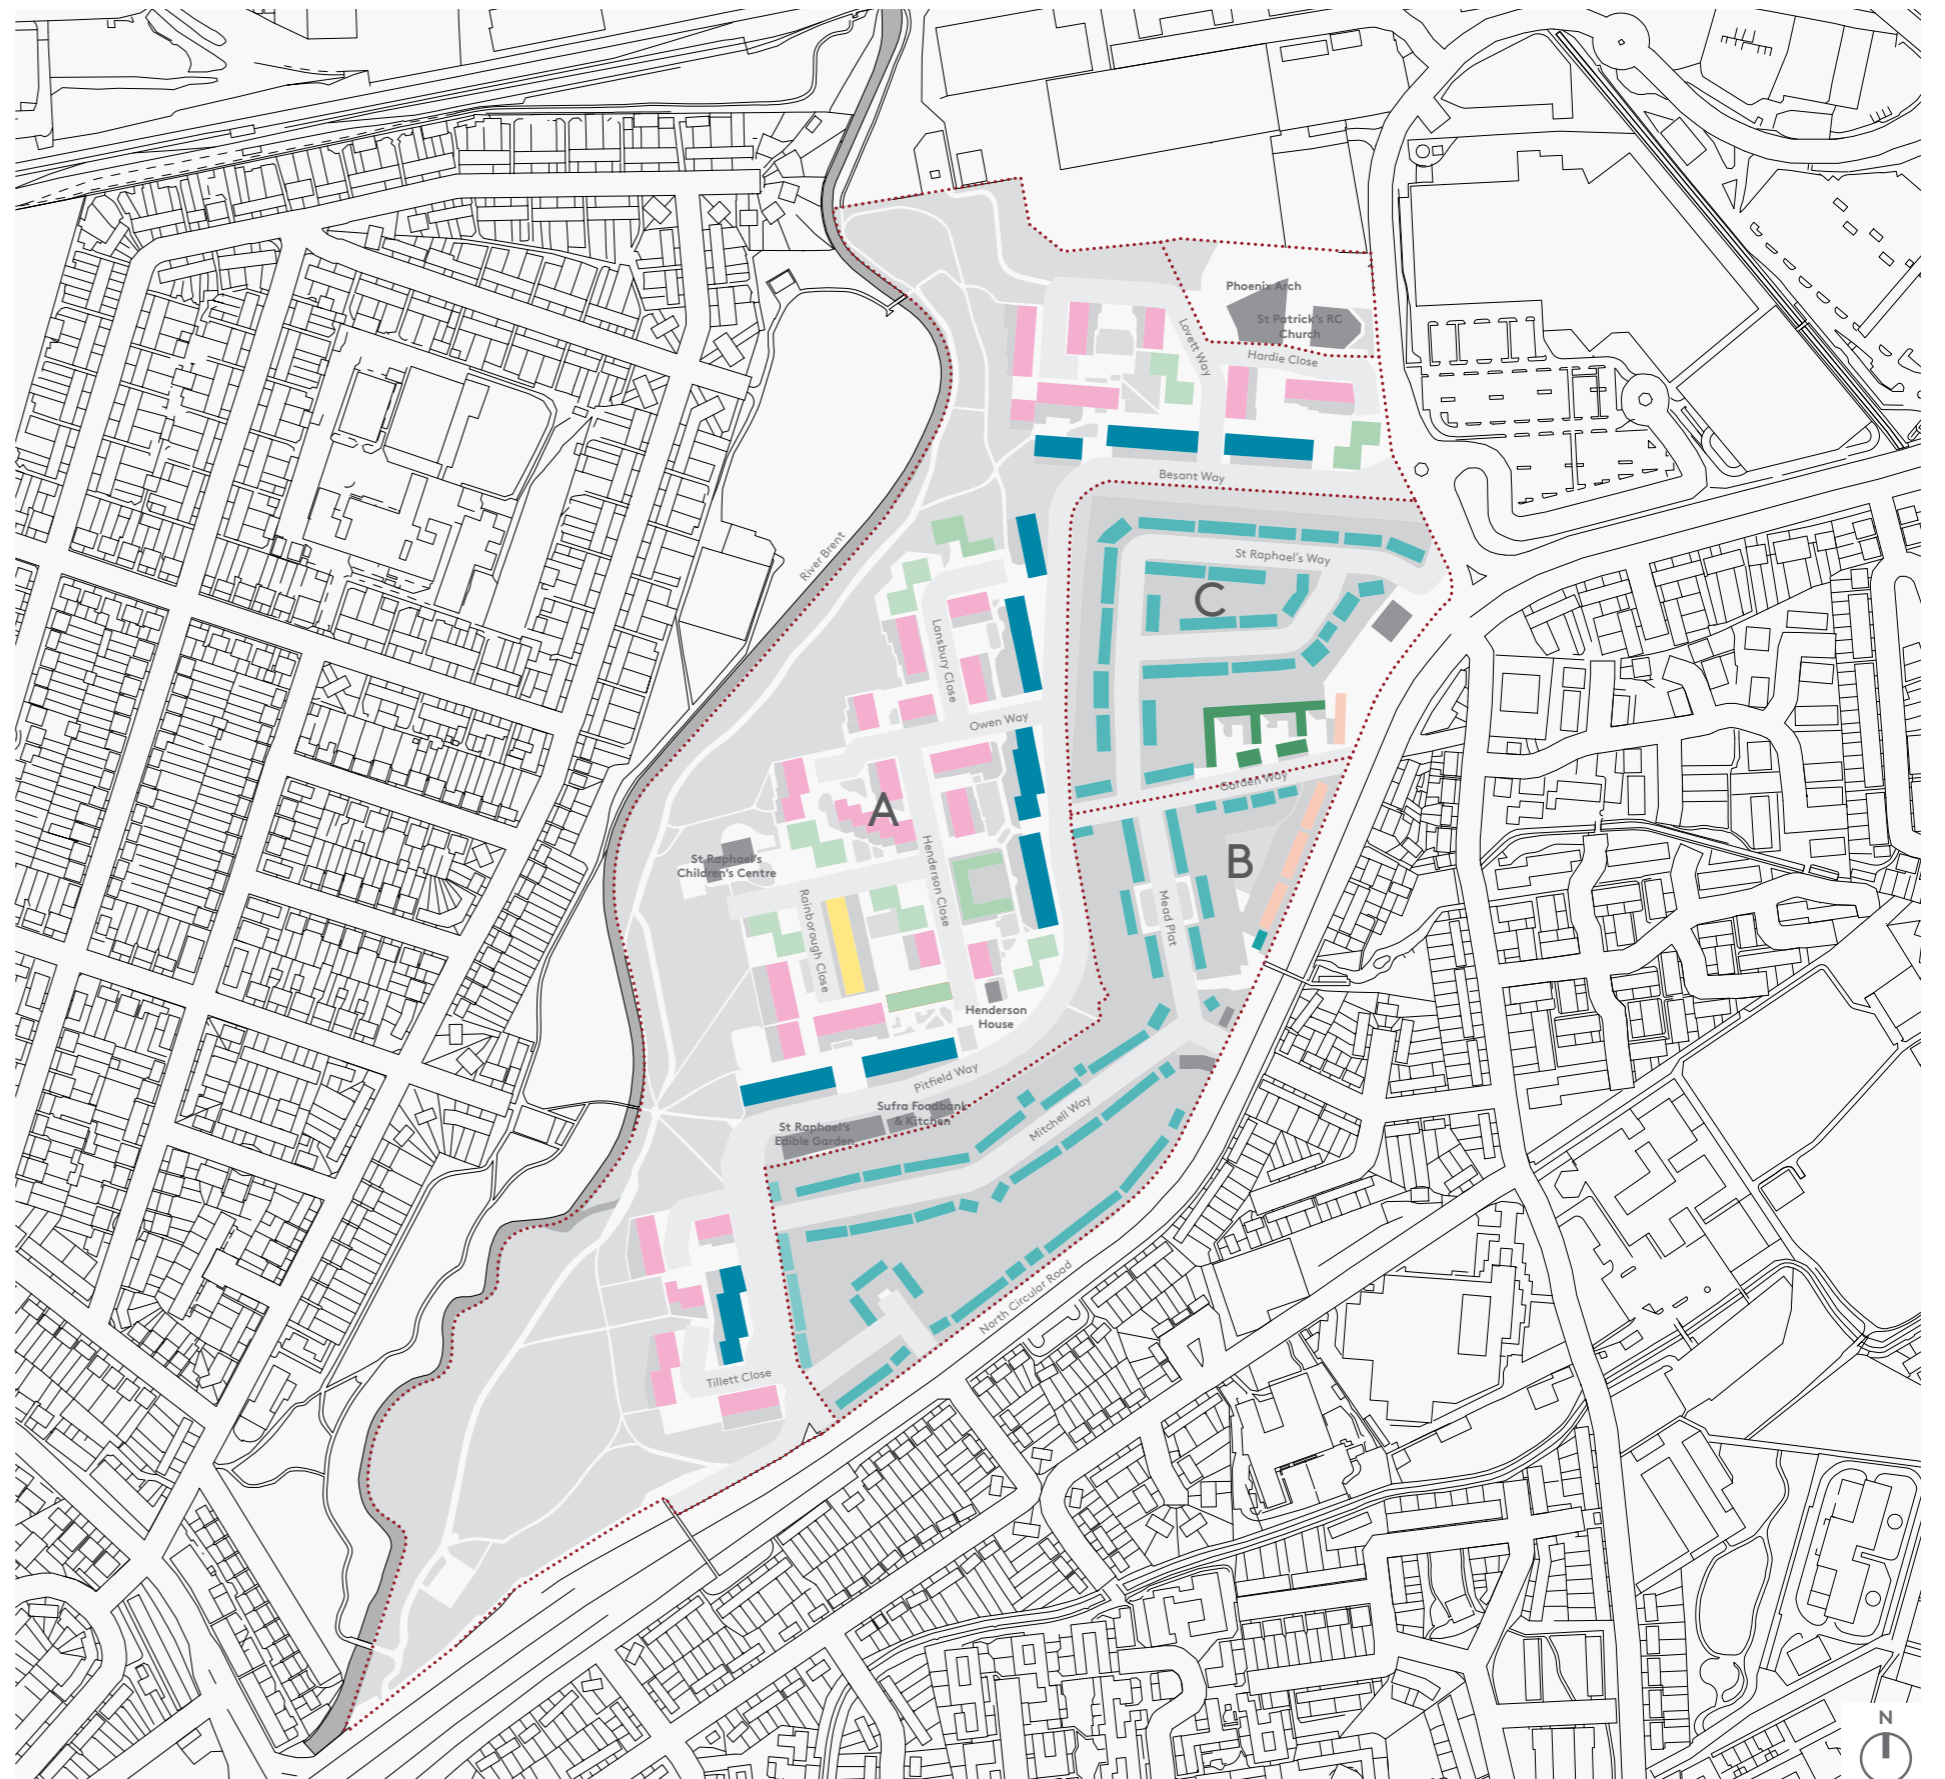 Phoenix Arch
St Patrick's RC
Church
Lovett Way
Hardie Close
Besant Way
River Brent
St Raphael's Way
C
Lansbury Close
Owen Way
Garden Way
A
St Raphael's
Children's Centre
Henderson Close
B
Rainborough Close
Mead Plat
Henderson
House
Pitfield Way
Sufra Foodbank
& Kitchen
St Raphael's
Edible Garden
Mitchell Way
North Circular Road
Tillett Close
N